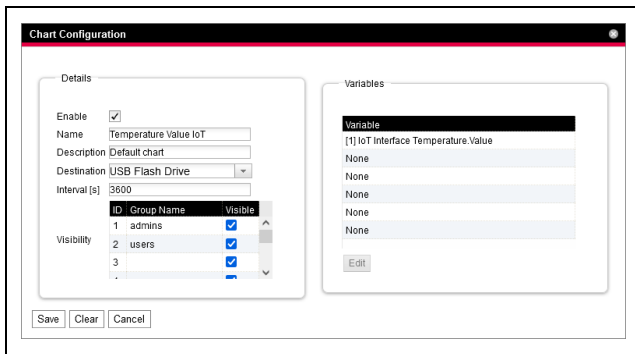 Chart Configuration
Details
Enable
Name Temperature Value IoT
Description Default chart
Destination USB Flash Drive
Interval [s] 3600
Visibility
ID Group Name Visible
1 admins
2 users
3
Variables
Variable
[1] IoT Interface Temperature.Value
None
None
None
None
None
Edit
Save Clear Cancel